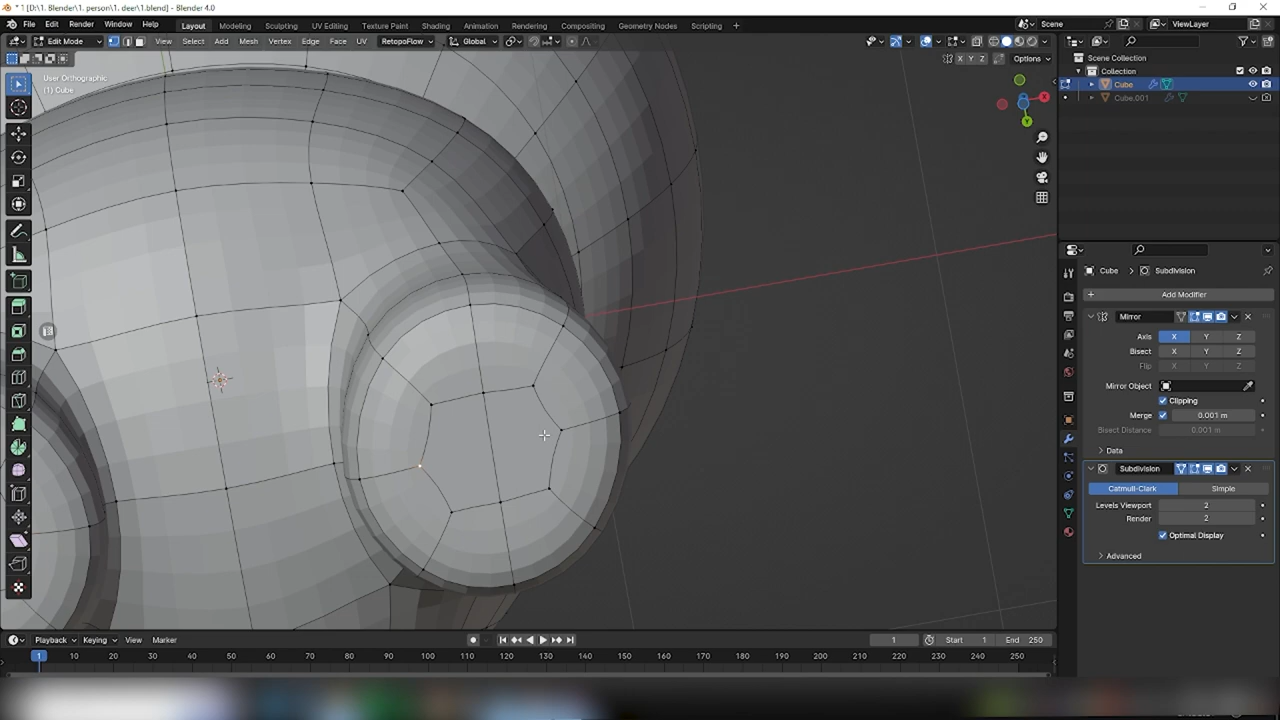 * 1 [D:\1. Blender\1. person\1. deer\1.blend] - Blender 4.0
File Edit Render Window Help Layout Modeling Sculpting UV Editing Texture Paint Shading Animation Rendering Compositing Geometry Nodes Scripting + Scene ViewLayer
Edit Mode View Select Add Mesh Vertex Edge Face UV RetopoFlow Global
X Y Z Options
User Orthographic
(1) Cube
X
Y
Scene Collection
Collection
Cube
Cube.001
Cube > Subdivision
+ Add Modifier
Mirror
Axis X Y Z
Bisect X Y Z
Flip X Y Z
Mirror Object
Clipping
Merge 0.001 m
Bisect Distance 0.001 m
Data
Subdivision
Catmull-Clark Simple
Levels Viewport 2
Render 2
Optimal Display
Advanced
Playback Keying View Marker 1 Start 1 End 250
1 10 20 30 40 50 60 70 80 90 100 110 120 130 140 150 160 170 180 190 200 210 220 230 240 250